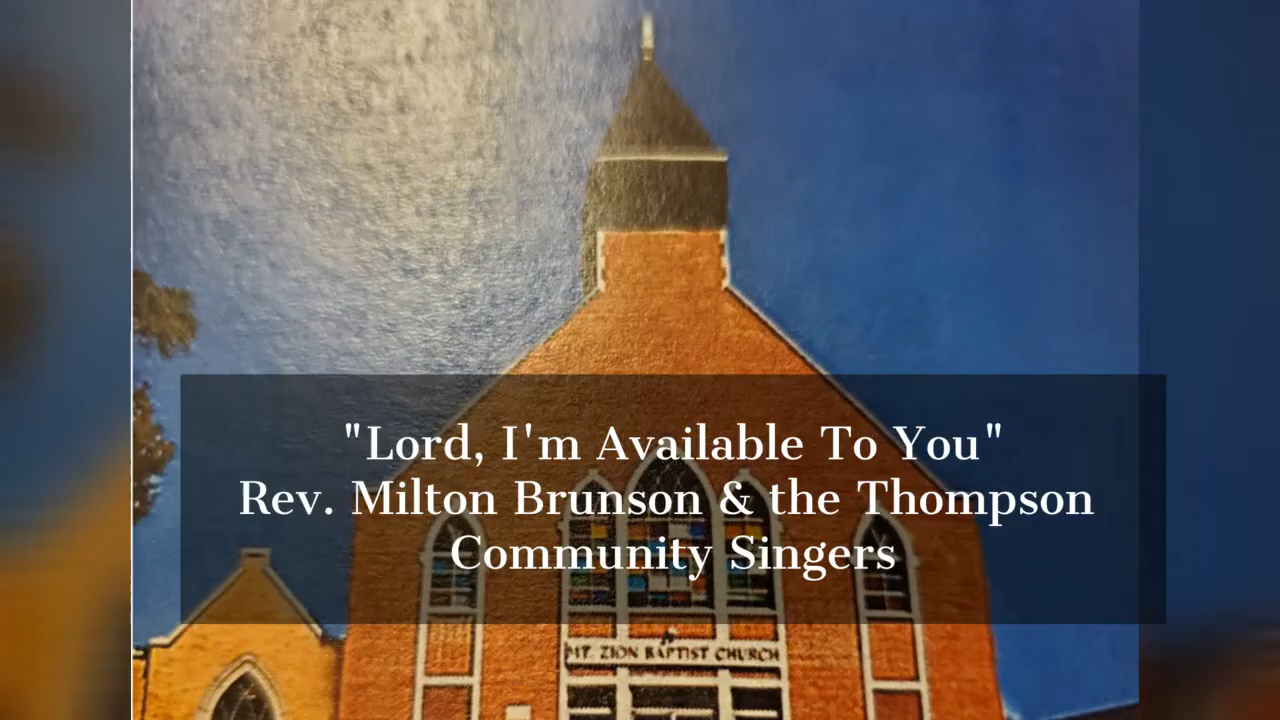 "Lord, I'm Available To You"
Rev. Milton Brunson & the Thompson
Community Singers
MT. ZION BAPTIST CHURCH